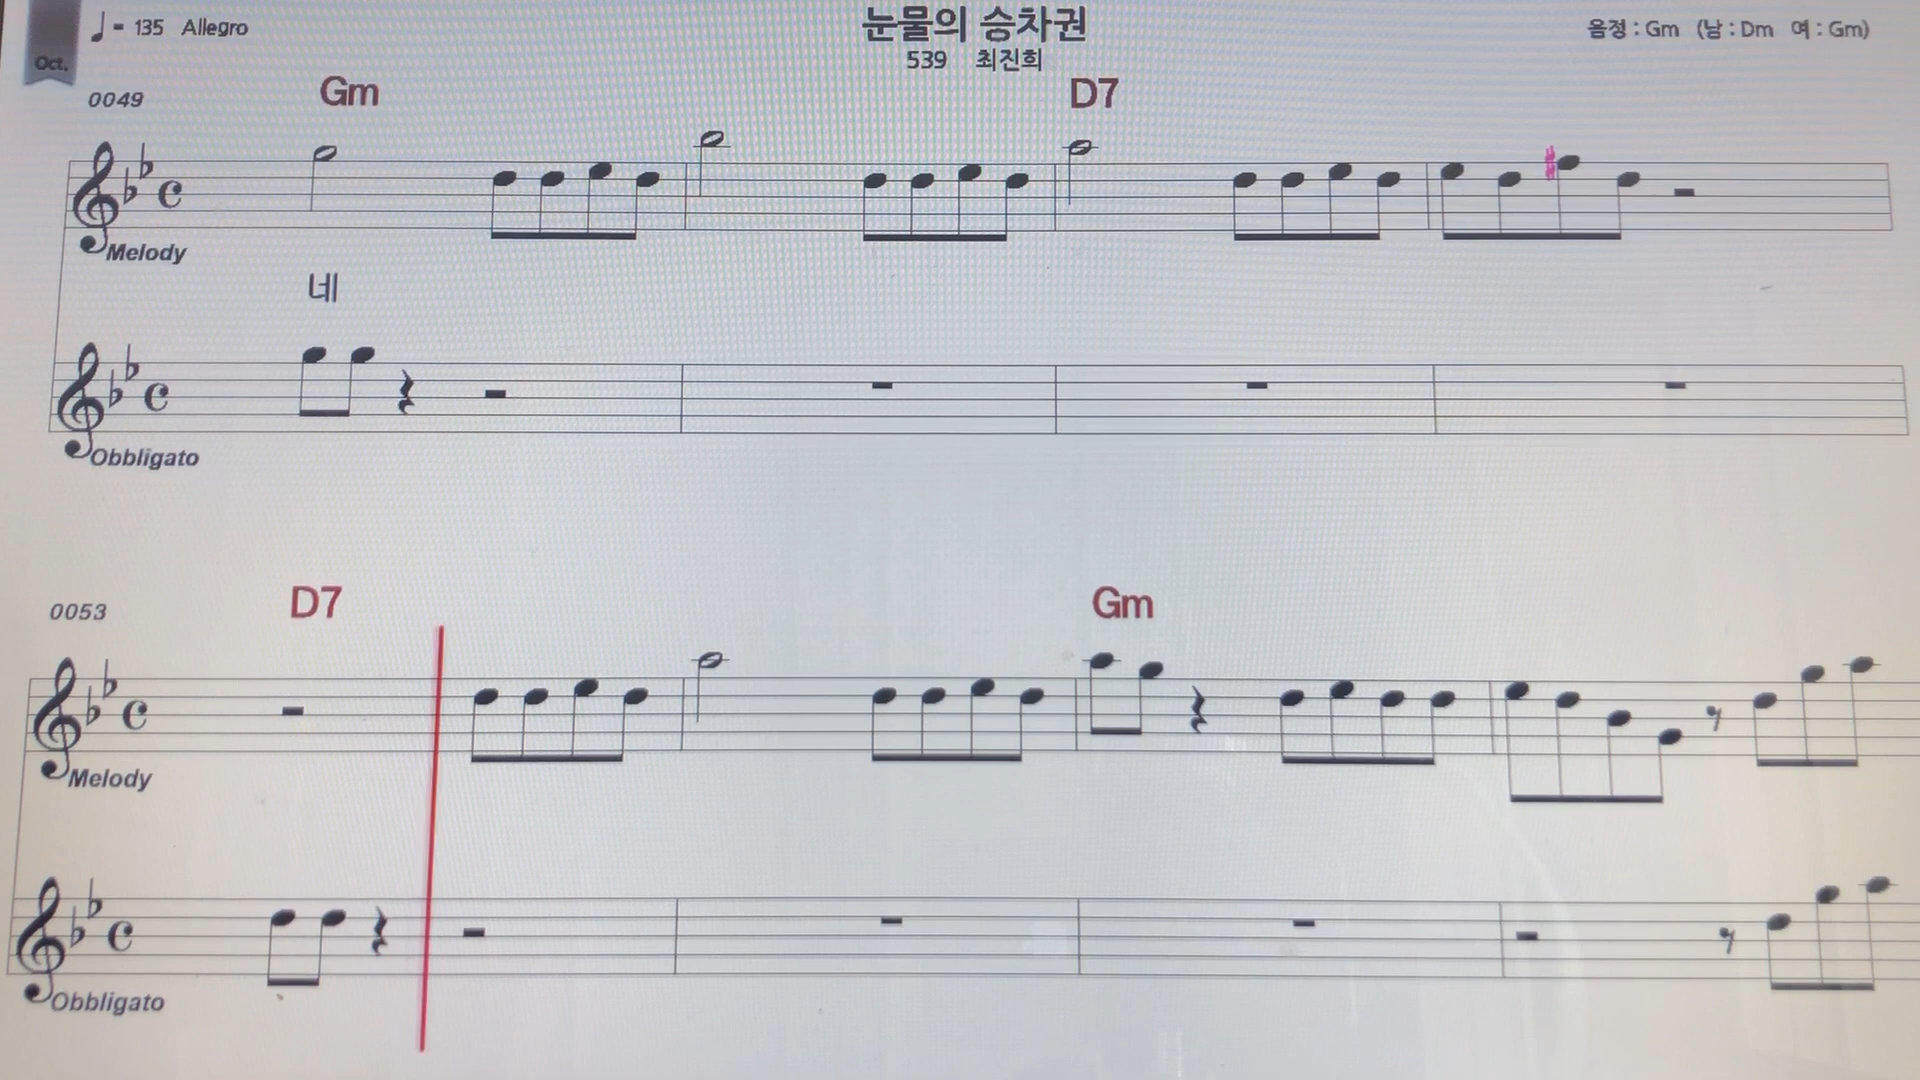 ♩= 135 Allegro
눈물의 승차권
음정 : Gm (남 : Dm 여 : Gm)
Oct.
539 최진희
0049
Gm
D7
Melody
네
Obbligato
0053
D7
Gm
Melody
Obbligato